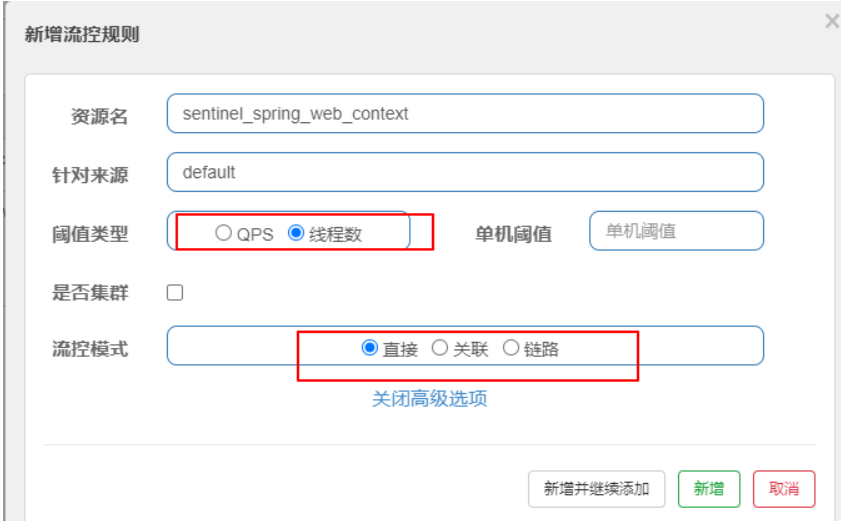 新增流控规则 ×
资源名 sentinel_spring_web_context
针对来源 default
阈值类型 QPS 线程数 单机阈值 单机阈值
是否集群
流控模式 直接 关联 链路
关闭高级选项
新增并继续添加 新增 取消